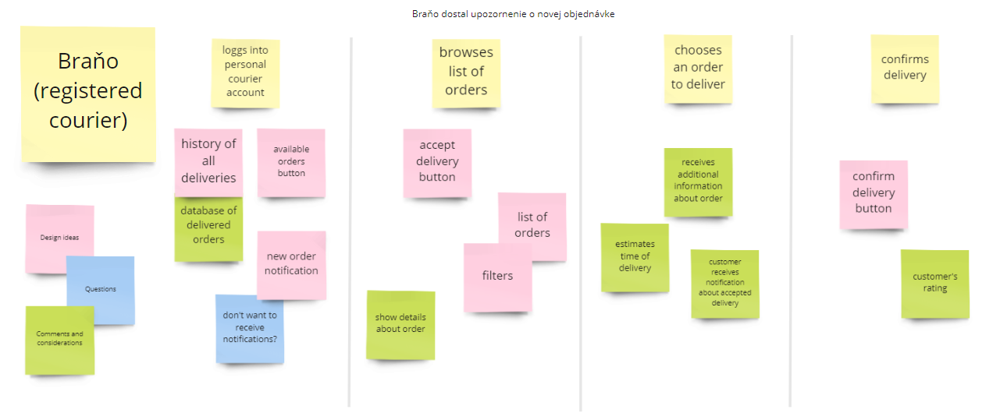 Braňo dostal upozornenie o novej objednávke
Braňo
(registered
courier)
loggs into
personal
courier
account
browses
list of
orders
chooses
an order
to deliver
confirms
delivery
history of
all
deliveries
available
orders
button
database of
delivered
orders
new order
notification
don't want to
receive
notifications?
accept
delivery
button
list of
orders
filters
show details
about order
receives
additional
information
about order
estimates
time of
delivery
customer
receives
notification
about accepted
delivery
confirm
delivery
button
customer's
rating
Design ideas
Questions
Comments and
considerations